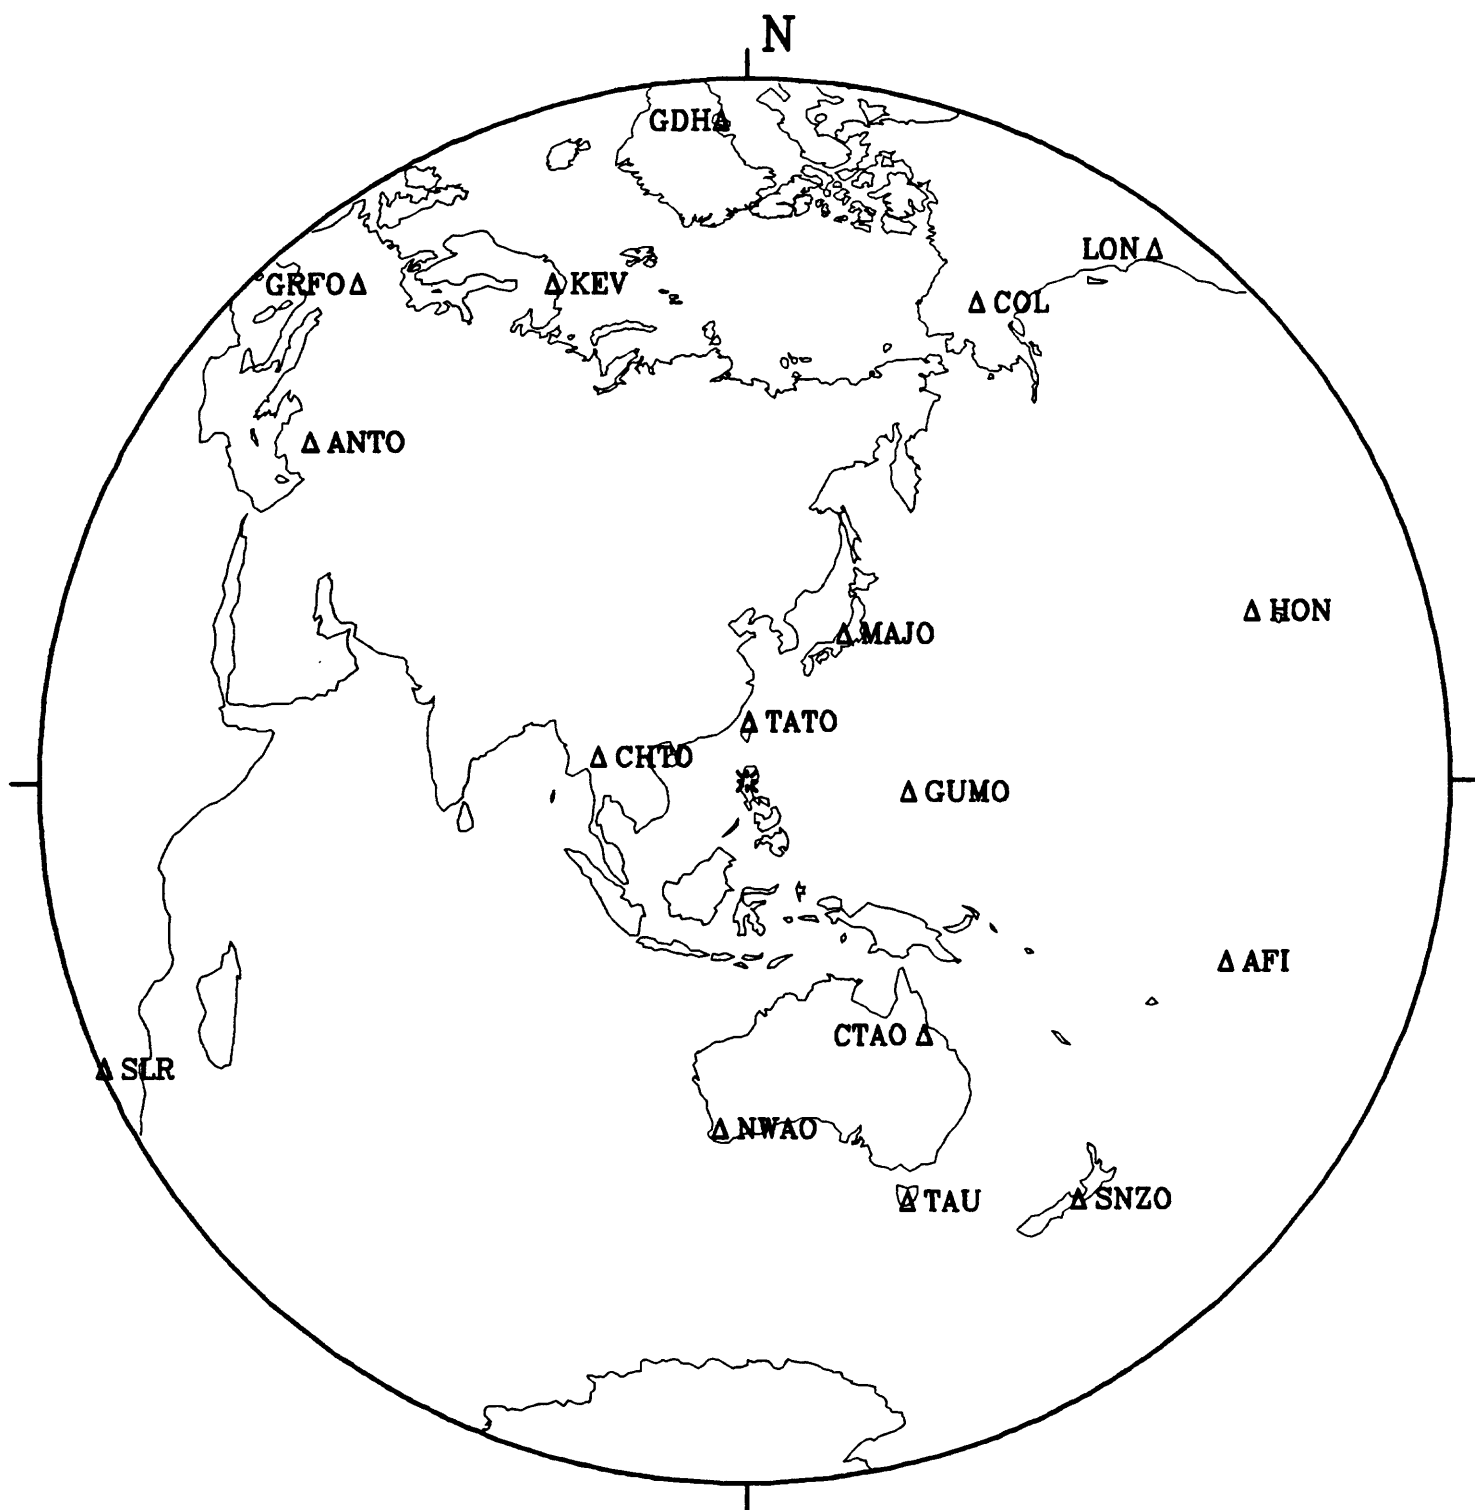 N
GDH
LON
GRFO
KEV
COL
ANTO
HON
MAJO
TATO
CHTO
GUMO
AFI
CTAO
SLR
NWAO
TAU
SNZO